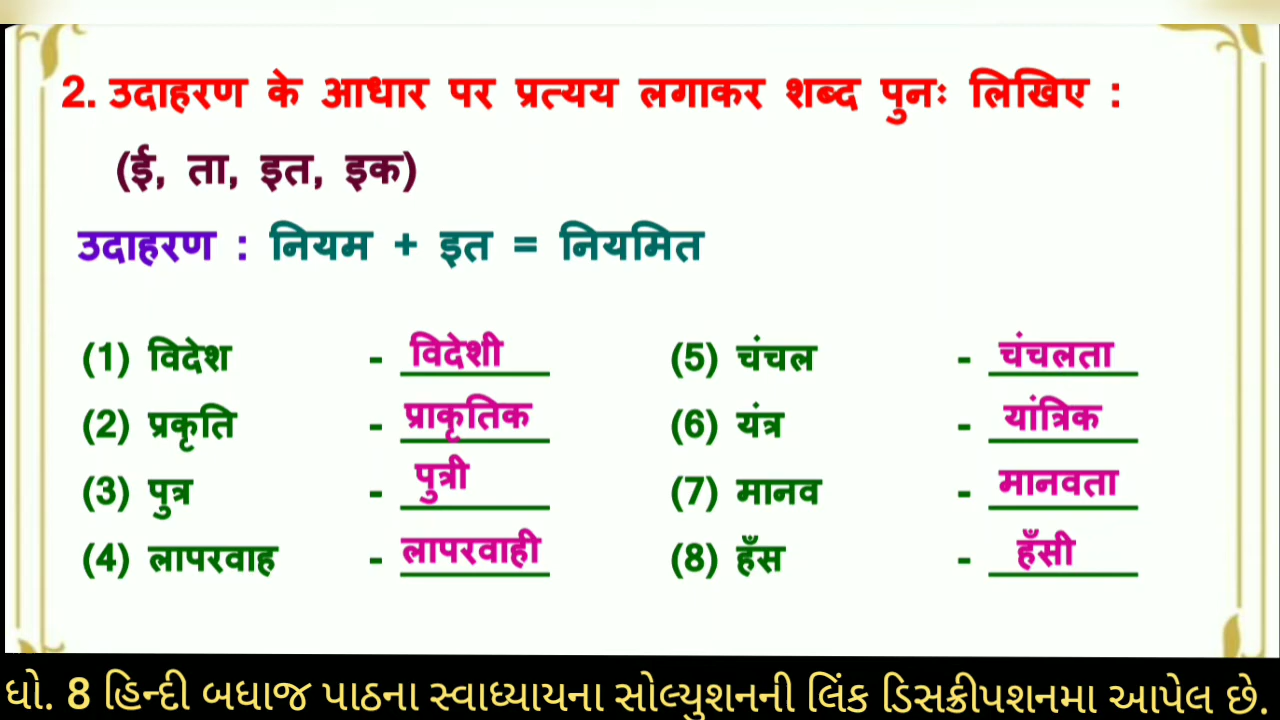 2. उदाहरण के आधार पर प्रत्यय लगाकर शब्द पुनः लिखिए :
(ई, ता, इत, इक)
उदाहरण : नियम + इत = नियमित
(1) विदेश - विदेशी (5) चंचल - चंचलता
(2) प्रकृति - प्राकृतिक (6) यंत्र - यांत्रिक
(3) पुत्र - पुत्री (7) मानव - मानवता
(4) लापरवाह - लापरवाही (8) हँस - हँसी
ધો. 8 હિન્દી બધાજ પાઠના સ્વાધ્યાયના સોલ્યુશનની લિંક ડિસક્રીપશનમા આપેલ છે.